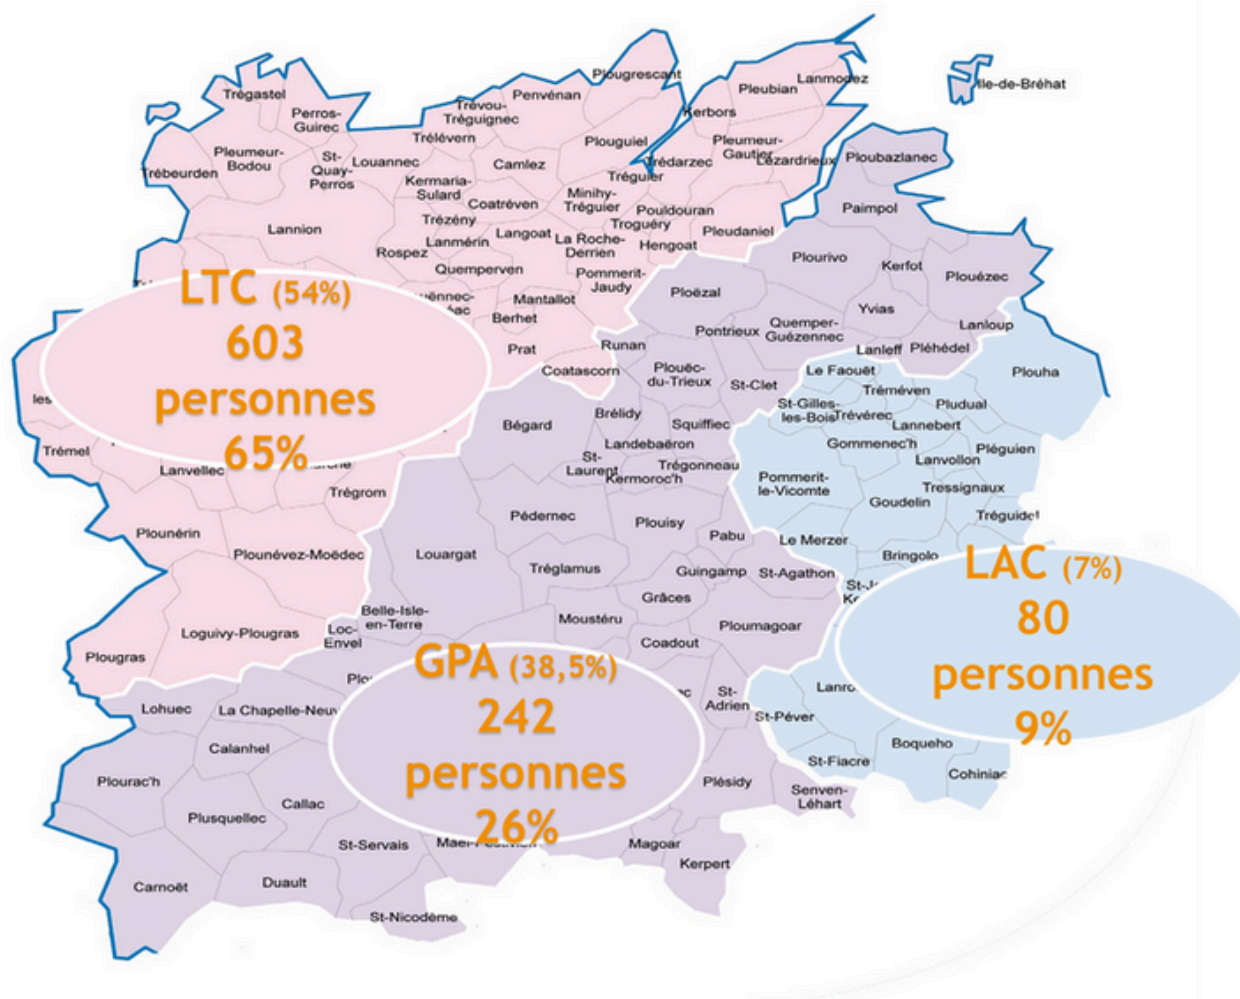 Plougrescant
Lanmodez
Ile-de-Bréhat
Trégastel
Penvénan
Pleubian
Trévou-
Tréguignec
Kerbors
Perros-
Guirec
Trélévern
Plouguiel
Pleumeur-
Gautier
Lézardrieux
Ploubazlanec
Pleumeur-
Bodou
St-
Quay-
Perros
Louannec
Camlez
Trédarzec
Trébeurden
Tréguier
Kermaria-
Sulard
Coatréven
Minihy-
Tréguier
Pouldouran
Paimpol
Trézény
Troguéry
Lannion
Langoat
La Roche-
Derrien
Hengoat
Pleudaniel
Rospez
Lanmérin
Quemperven
Pommerit-
Jaudy
Plourivo
Kerfot
Plouézec
LTC (54%)
603
personnes
65%
Mantallot
Berhet
Ploëzal
Yvias
Pontrieux
Quemper-
Guézennec
Lanloup
Prat
Runan
Lanleff
Pléhédel
Coatascorn
Plouëc-
du-Trieux
St-Clet
Le Faouët
Plouha
les
Tréméven
Bégard
Brélidy
Squiffiec
St-Gilles-
les-Bois
Trévérec
Pludual
Lannebert
Landebaëron
Gommenec'h
Pléguien
Trémel
Lanvellec
St-
Laurent
Trégonneau
Kermoroc'h
Lanvollon
Trégrom
Pommerit-
le-Vicomte
Tressignaux
Goudelin
Tréguidel
Pédernec
Plouisy
Plounérin
Pabu
Le Merzer
Plounévez-Moëdec
Louargat
Bringolo
Tréglamus
Guingamp
St-Agathon
LAC (7%)
80
personnes
9%
Grâces
Belle-Isle-
en-Terre
Moustéru
Ploumagoar
Loguivy-Plougras
Loc-
Envel
Coadout
Plougras
GPA (38,5%)
242
personnes
26%
St-
Adrien
Lohuec
St-Péver
Calanhel
Boqueho
St-Fiacre
Cohiniac
Plourac'h
Plésidy
Senven-
Léhart
Callac
Plusquellec
St-Servais
Magoar
Kerpert
Carnoët
Duault
St-Nicodème